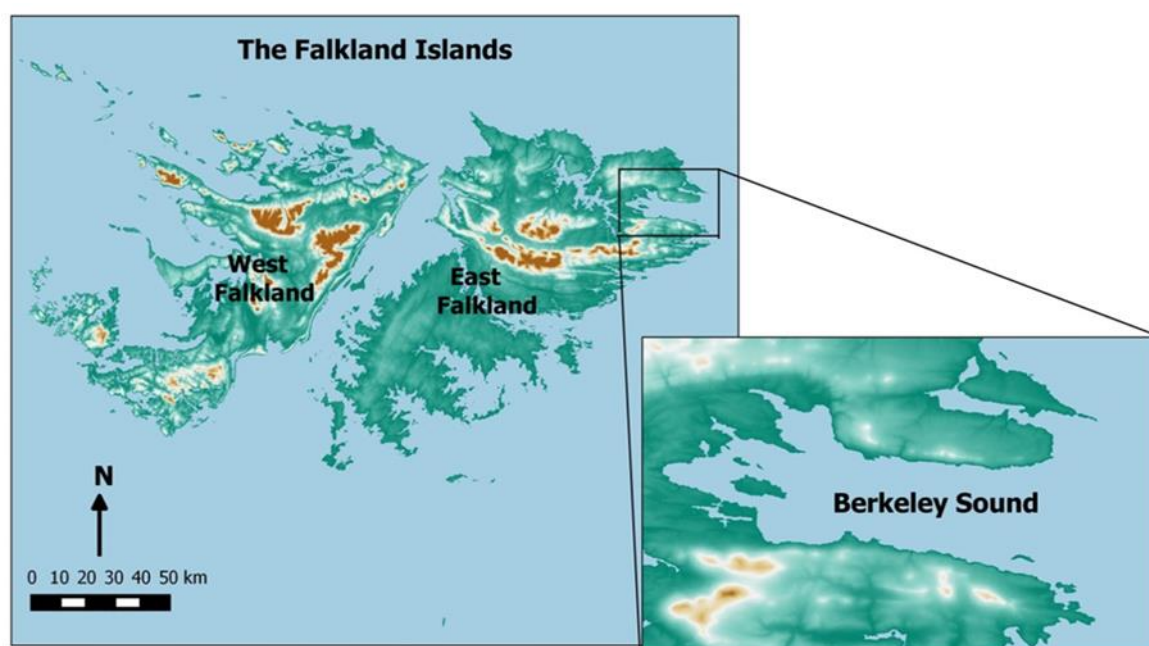 The Falkland Islands
West
Falkland
East
Falkland
N
0 10 20 30 40 50 km
Berkeley Sound